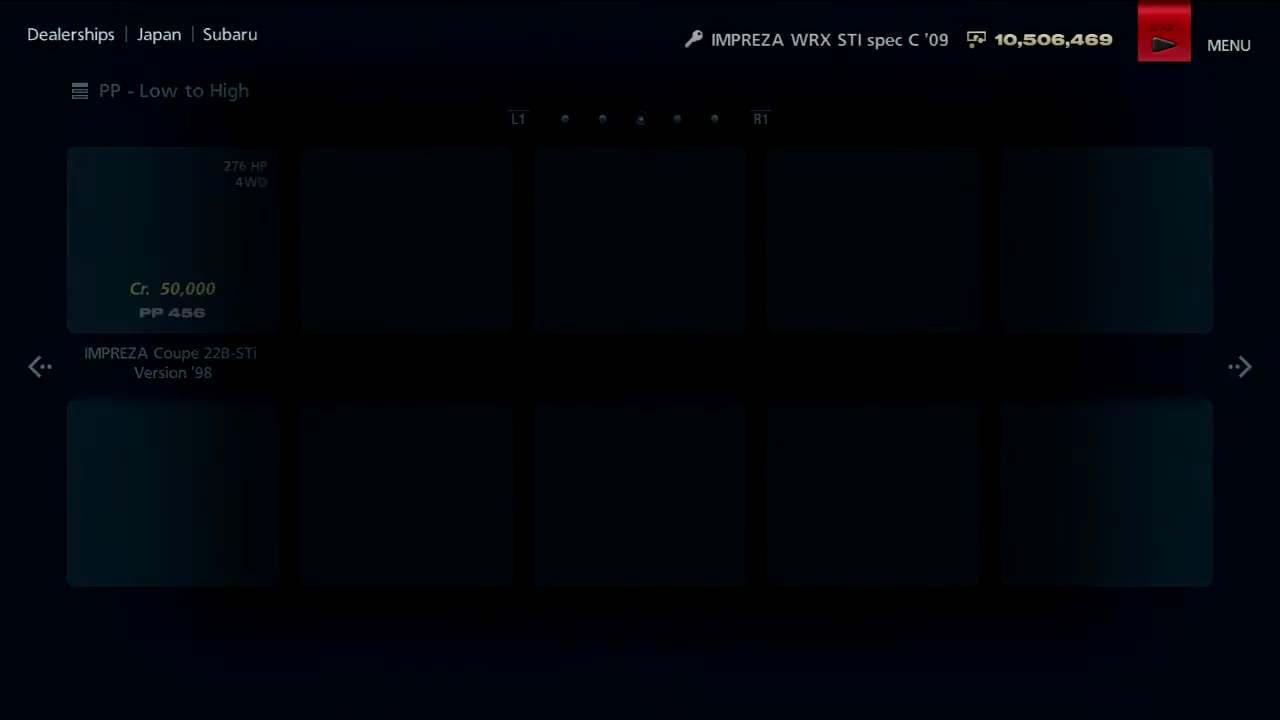 Dealerships | Japan | Subaru
IMPREZA WRX STI spec C '09
10,506,469
MENU
PP - Low to High
L1
R1
276 HP
4WD
Cr. 50,000
PP 456
IMPREZA Coupe 22B-STi
Version '98